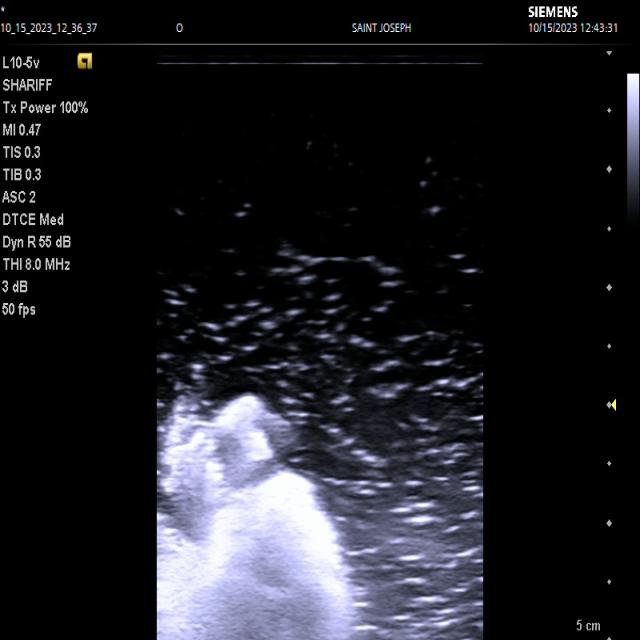 *
SIEMENS
10_15_2023_12_36_37 O SAINT JOSEPH 10/15/2023 12:43:31
L10-5v
SHARIFF
Tx Power 100%
MI 0.47
TIS 0.3
TIB 0.3
ASC 2
DTCE Med
Dyn R 55 dB
THI 8.0 MHz
3 dB
50 fps
5 cm